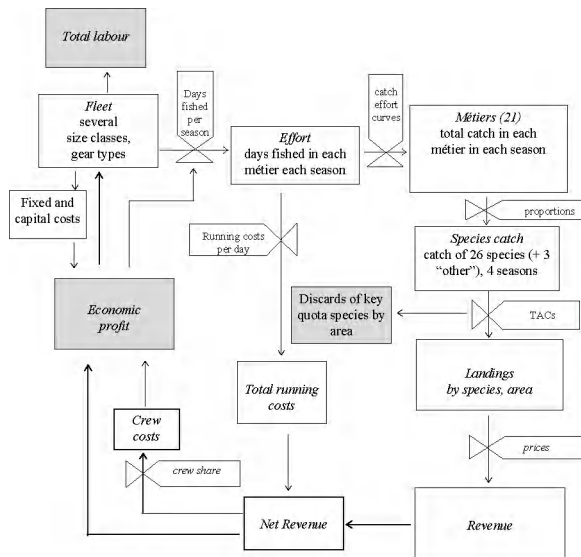 Total labour
Fleet
several
size classes,
gear types
Days
fished
per
season
Effort
days fished in each
métier each season
catch
effort
curves
Métiers (21)
total catch in each
métier in each season
Fixed and
capital costs
Running costs
per day
proportions
Species catch
catch of 26 species (+ 3
“other”), 4 seasons
Economic
profit
Discards of key
quota species by
area
TACs
Landings
by species, area
Total running
costs
Crew
costs
crew share
prices
Net Revenue
Revenue